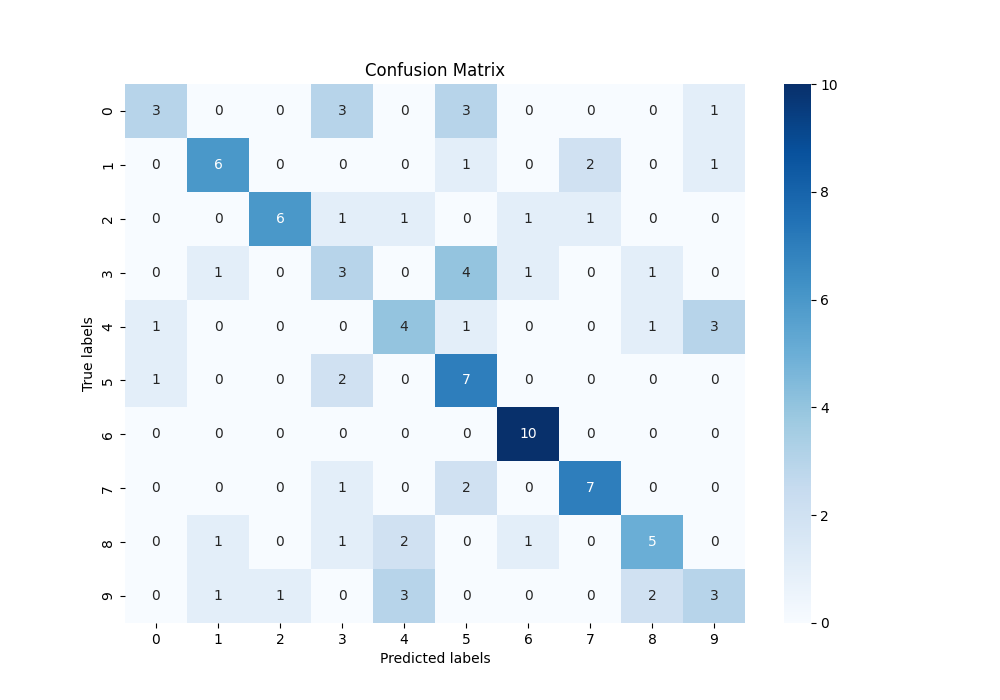 Confusion Matrix
0 3 0 0 3 0 3 0 0 0 1
1 0 6 0 0 0 1 0 2 0 1
2 0 0 6 1 1 0 1 1 0 0
3 0 1 0 3 0 4 1 0 1 0
4 1 0 0 0 4 1 0 0 1 3
5 1 0 0 2 0 7 0 0 0 0
6 0 0 0 0 0 0 10 0 0 0
7 0 0 0 1 0 2 0 7 0 0
8 0 1 0 1 2 0 1 0 5 0
9 0 1 1 0 3 0 0 0 2 3
0 1 2 3 4 5 6 7 8 9
Predicted labels
True labels
10
8
6
4
2
0